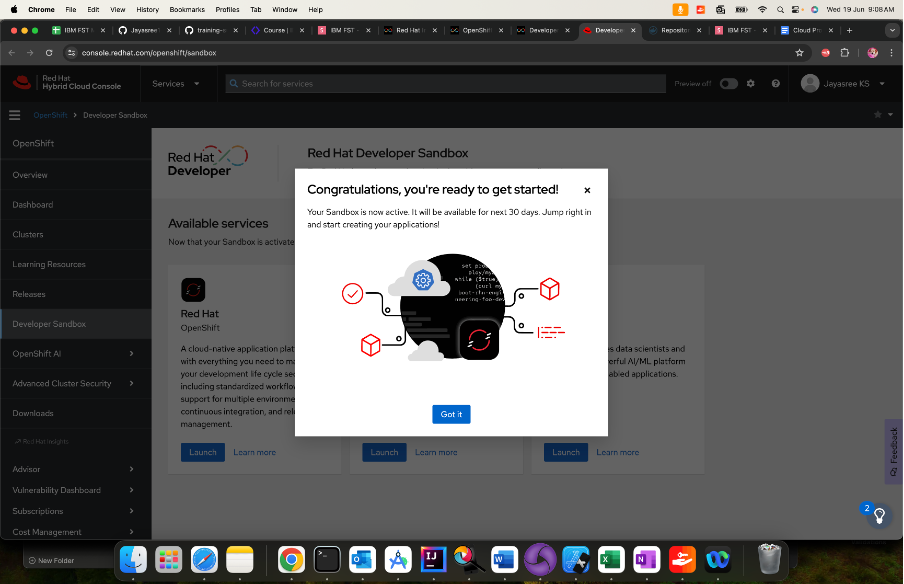 Chrome File Edit View History Bookmarks Profiles Tab Window Help
Wed 19 Jun 9:08 AM
IBM FST
Jayasree
training-
Course |
IBM FST -
Red Hat
OpenShift
Develope
Develope
Repositor
IBM FST -
Cloud Pro
console.redhat.com/openshift/sandbox
Red Hat
Hybrid Cloud Console
Services
Search for services
Preview off
Jayasree KS
OpenShift
Developer Sandbox
OpenShift
Overview
Dashboard
Clusters
Learning Resources
Releases
Developer Sandbox
OpenShift AI
Advanced Cluster Security
Downloads
Red Hat Insights
Advisor
Vulnerability Dashboard
Subscriptions
Cost Management
Red Hat
Developer
Red Hat Developer Sandbox
Available services
Now that your Sandbox is activate
Red Hat
OpenShift
A cloud-native application plat
with everything you need to ma
your development life cycle sec
including standardized workflow
support for multiple environme
continuous integration, and rele
management.
Launch Learn more
Launch Learn more
es data scientists and
erful AI/ML platform
abled applications.
Launch Learn more
Congratulations, you're ready to get started!
Your Sandbox is now active. It will be available for next 30 days. Jump right in
and start creating your applications!
Got it
Feedback
2
New Folder